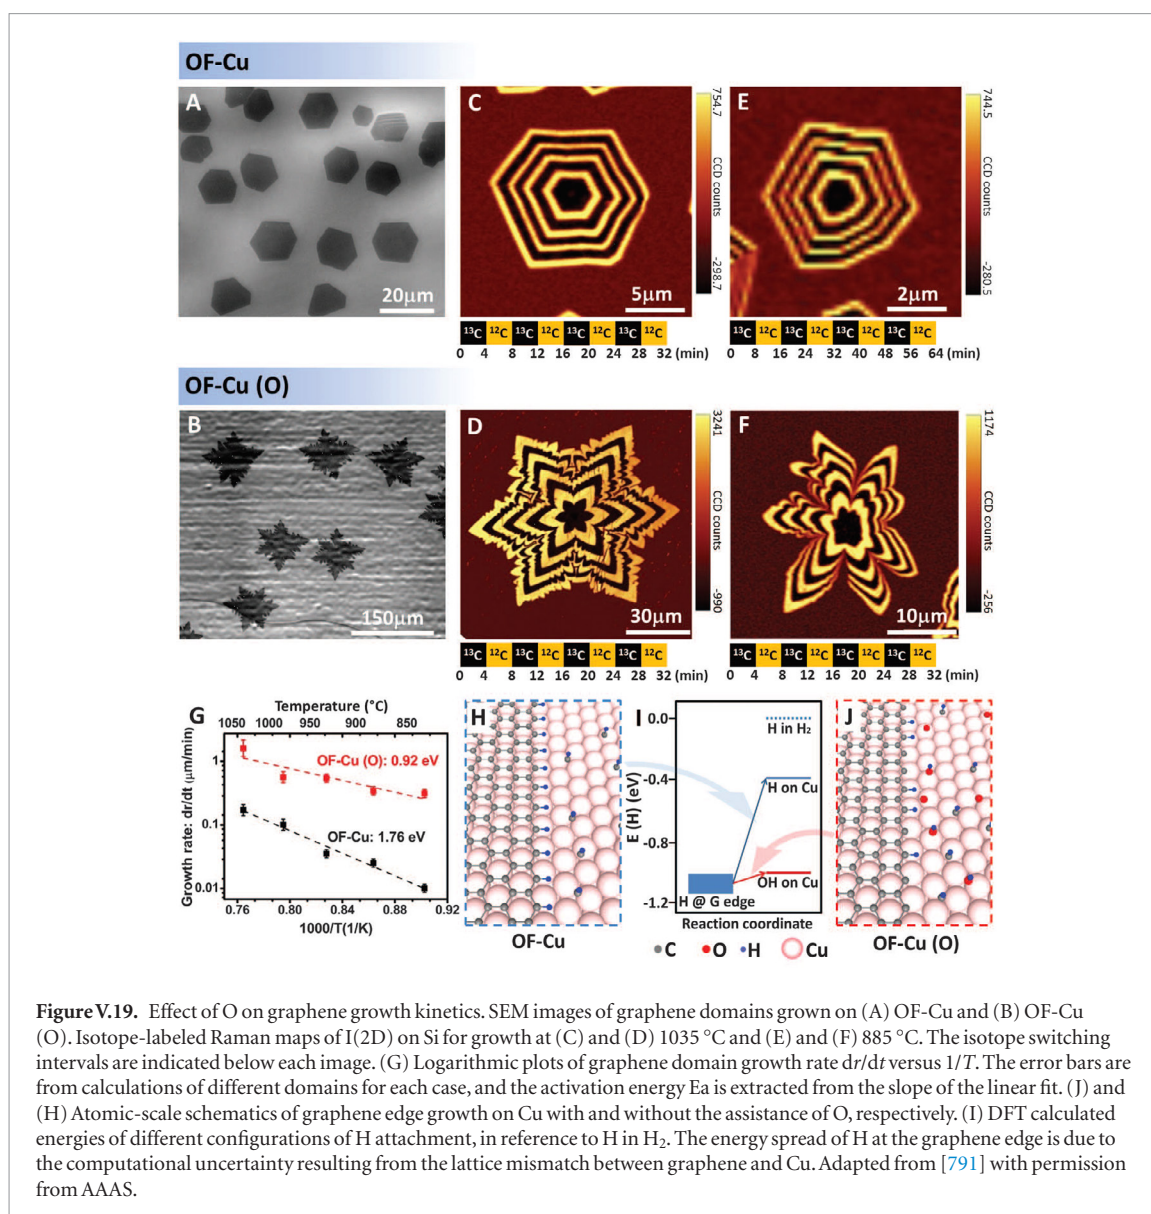 OF-Cu
A
20µm
C
5µm
754.7
CCD counts
-298.7
¹³C ¹²C ¹³C ¹²C ¹³C ¹²C ¹³C ¹²C
0 4 8 12 16 20 24 28 32 (min)
E
2µm
744.5
CCD counts
-280.5
¹³C ¹²C ¹³C ¹²C ¹³C ¹²C ¹³C ¹²C
0 8 16 24 32 40 48 56 64 (min)
OF-Cu (O)
B
150µm
D
30µm
3241
CCD counts
-990
¹³C ¹²C ¹³C ¹²C ¹³C ¹²C ¹³C ¹²C
0 4 8 12 16 20 24 28 32 (min)
F
10µm
1174
CCD counts
-256
¹³C ¹²C ¹³C ¹²C ¹³C ¹²C ¹³C ¹²C
0 4 8 12 16 20 24 28 32 (min)
G
Temperature (°C)
1040 980 930 880 850
Growth rate: dr/dt (µm/min)
1
0.1
0.01
OF-Cu (O): 0.92 eV
OF-Cu: 1.76 eV
0.76 0.80 0.84 0.88 0.92
1000/T(1/K)
H
OF-Cu
I
E (H) (eV)
0.0
-0.4
-0.8
-1.2
H in H₂
H on Cu
OH on Cu
H @ G edge
Reaction coordinate
J
OF-Cu (O)
C O H Cu
Figure V.19. Effect of O on graphene growth kinetics. SEM images of graphene domains grown on (A) OF-Cu and (B) OF-Cu
(O). Isotope-labeled Raman maps of I(2D) on Si for growth at (C) and (D) 1035 °C and (E) and (F) 885 °C. The isotope switching
intervals are indicated below each image. (G) Logarithmic plots of graphene domain growth rate dr/dt versus 1/T. The error bars are
from calculations of different domains for each case, and the activation energy Ea is extracted from the slope of the linear fit. (J) and
(H) Atomic-scale schematics of graphene edge growth on Cu with and without the assistance of O, respectively. (I) DFT calculated
energies of different configurations of H attachment, in reference to H in H₂. The energy spread of H at the graphene edge is due to
the computational uncertainty resulting from the lattice mismatch between graphene and Cu. Adapted from [791] with permission
from AAAS.